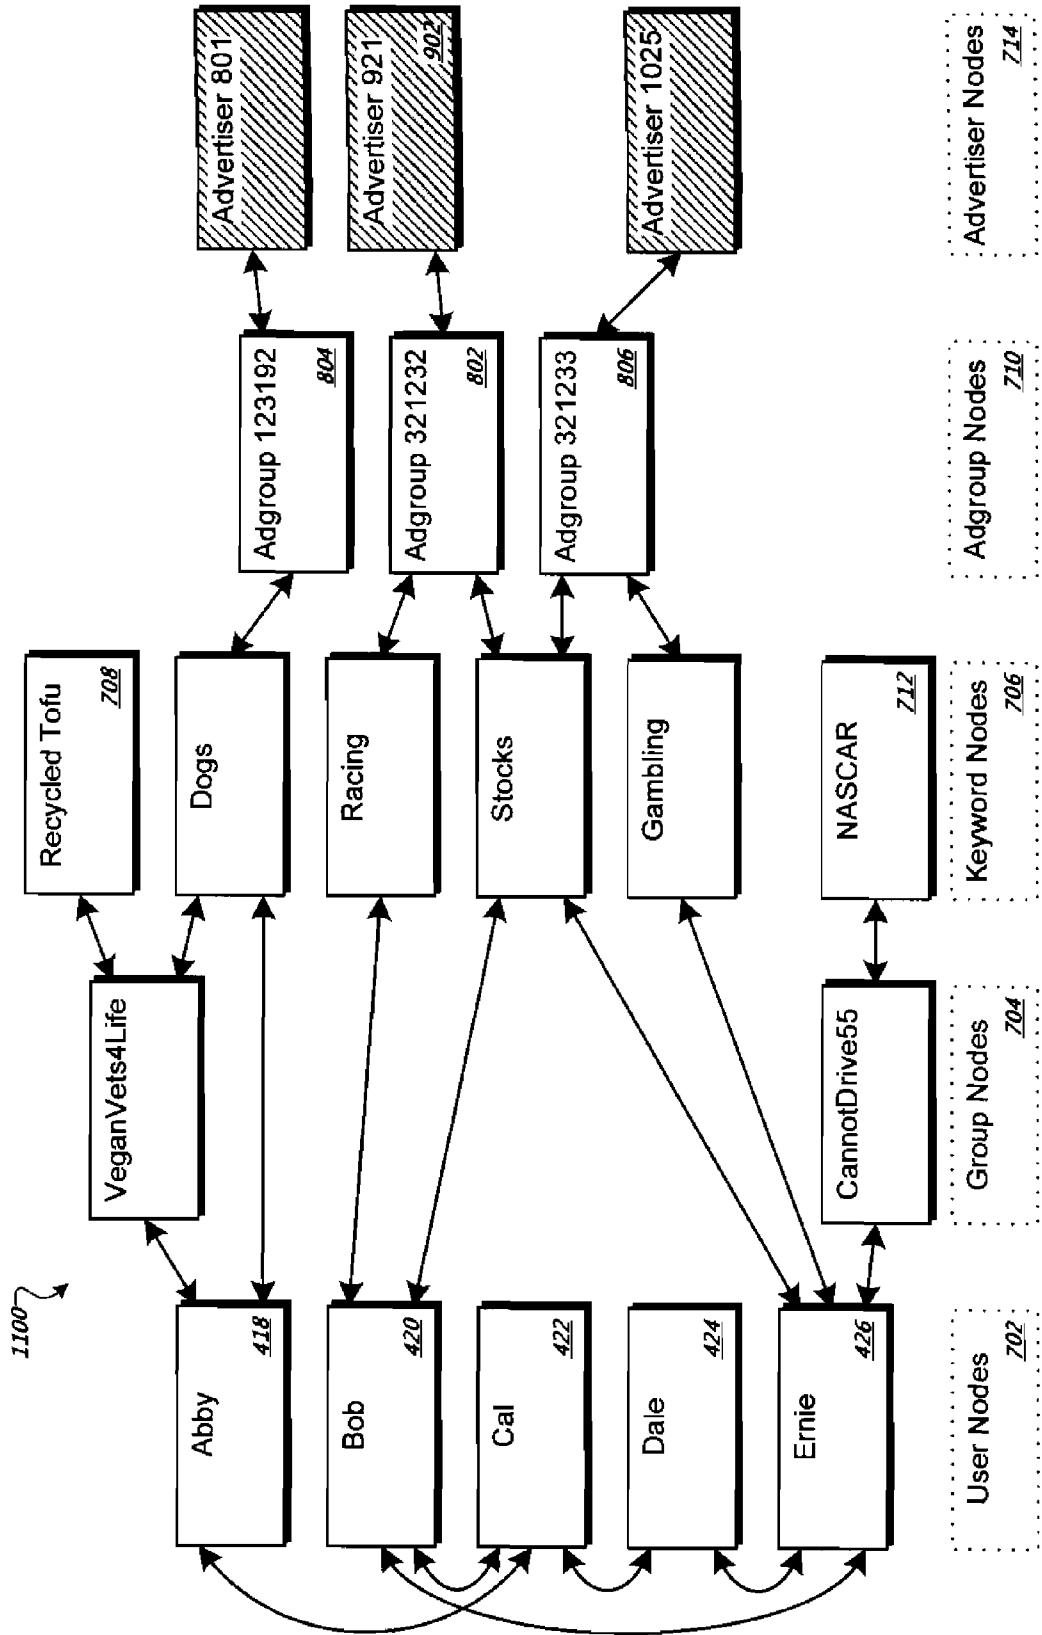 1100
Abby
418
Bob
420
Cal
422
Dale
424
Ernie
426
User Nodes
702
VeganVets4Life
CannotDrive55
Group Nodes
704
Recycled Tofu
708
Dogs
Racing
Stocks
Gambling
NASCAR
712
Keyword Nodes
706
Adgroup 123192
804
Adgroup 321232
802
Adgroup 321233
806
Adgroup Nodes
710
Advertiser 801
Advertiser 921
902
Advertiser 1025
Advertiser Nodes
714